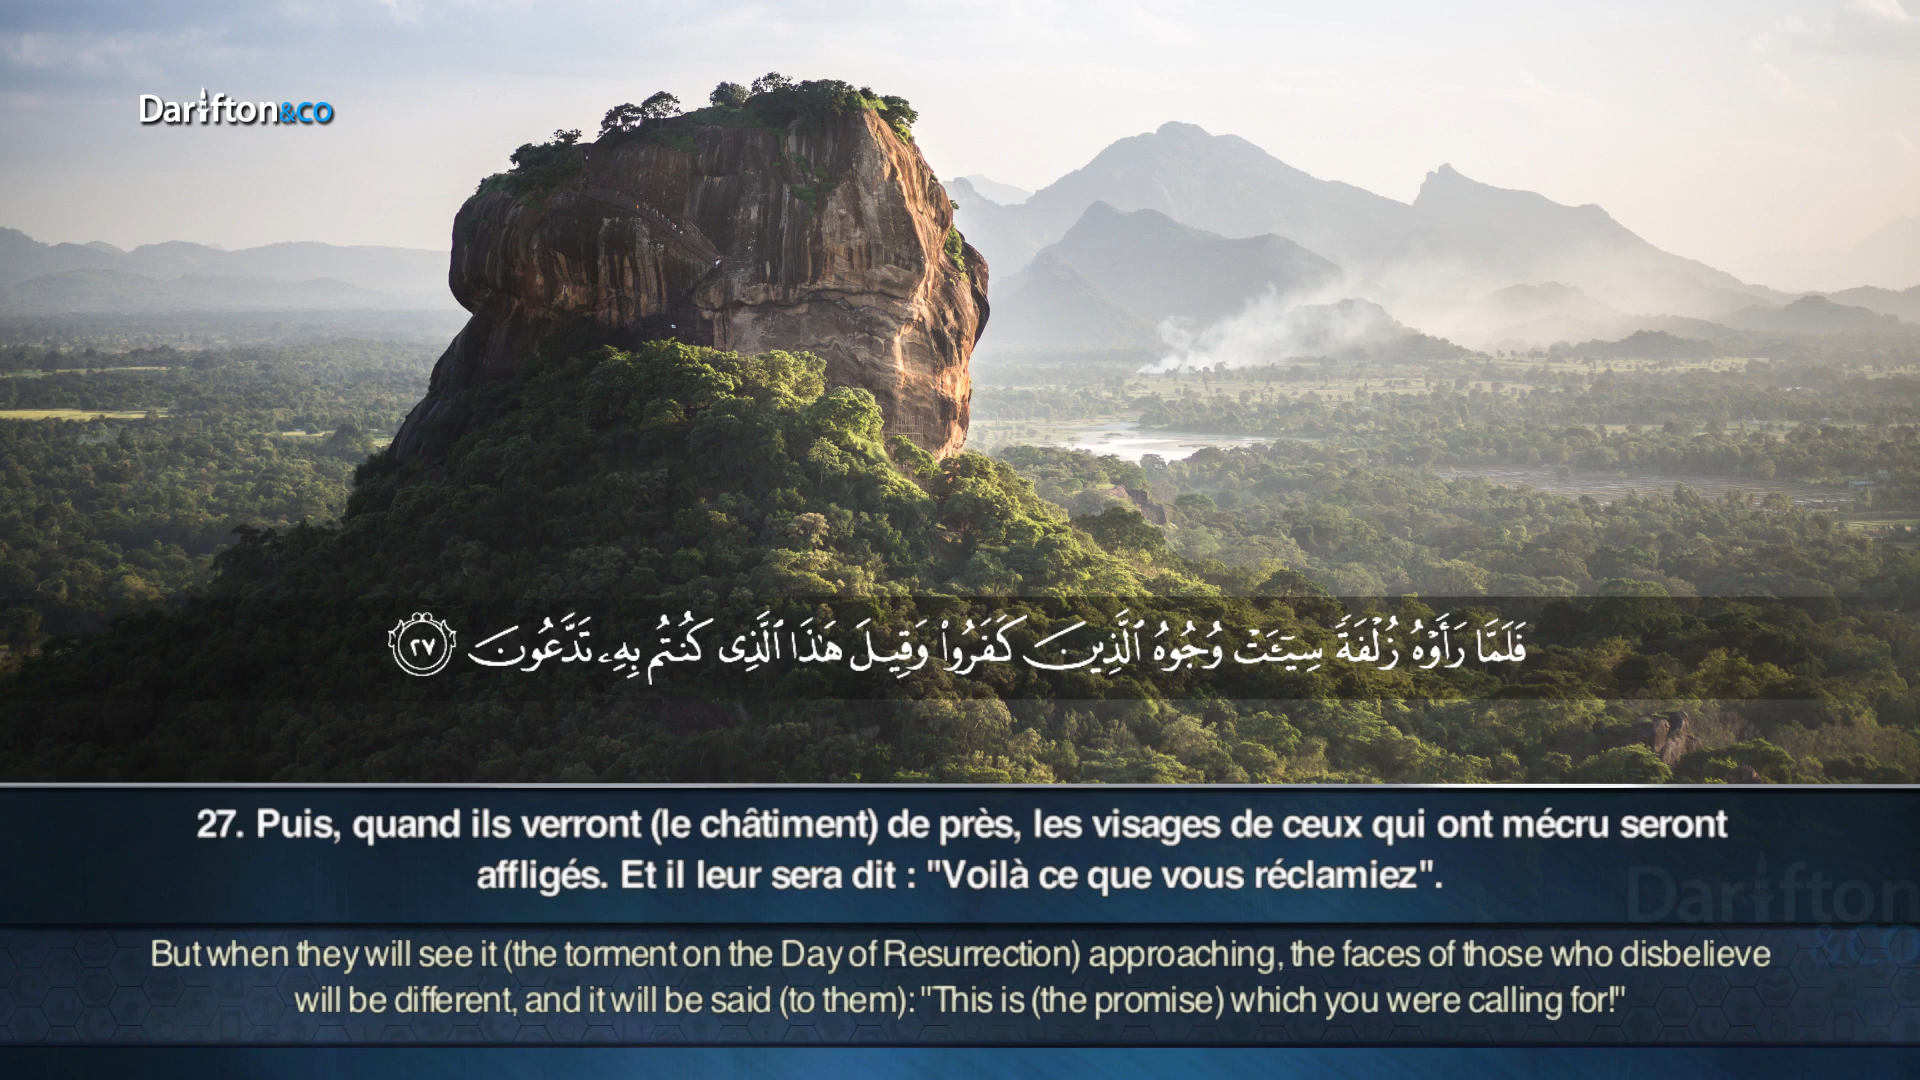 Darifton&co
فَلَمَّا رَأَوْهُ زُلْفَةً سِيٓـَٔتْ وُجُوهُ ٱلَّذِينَ كَفَرُوا۟ وَقِيلَ هَٰذَا ٱلَّذِى كُنتُم بِهِۦ تَدَّعُونَ ٢٧
27. Puis, quand ils verront (le châtiment) de près, les visages de ceux qui ont mécru seront
affligés. Et il leur sera dit : "Voilà ce que vous réclamiez".
Darifton
&co
But when they will see it (the torment on the Day of Resurrection) approaching, the faces of those who disbelieve
will be different, and it will be said (to them): "This is (the promise) which you were calling for!"